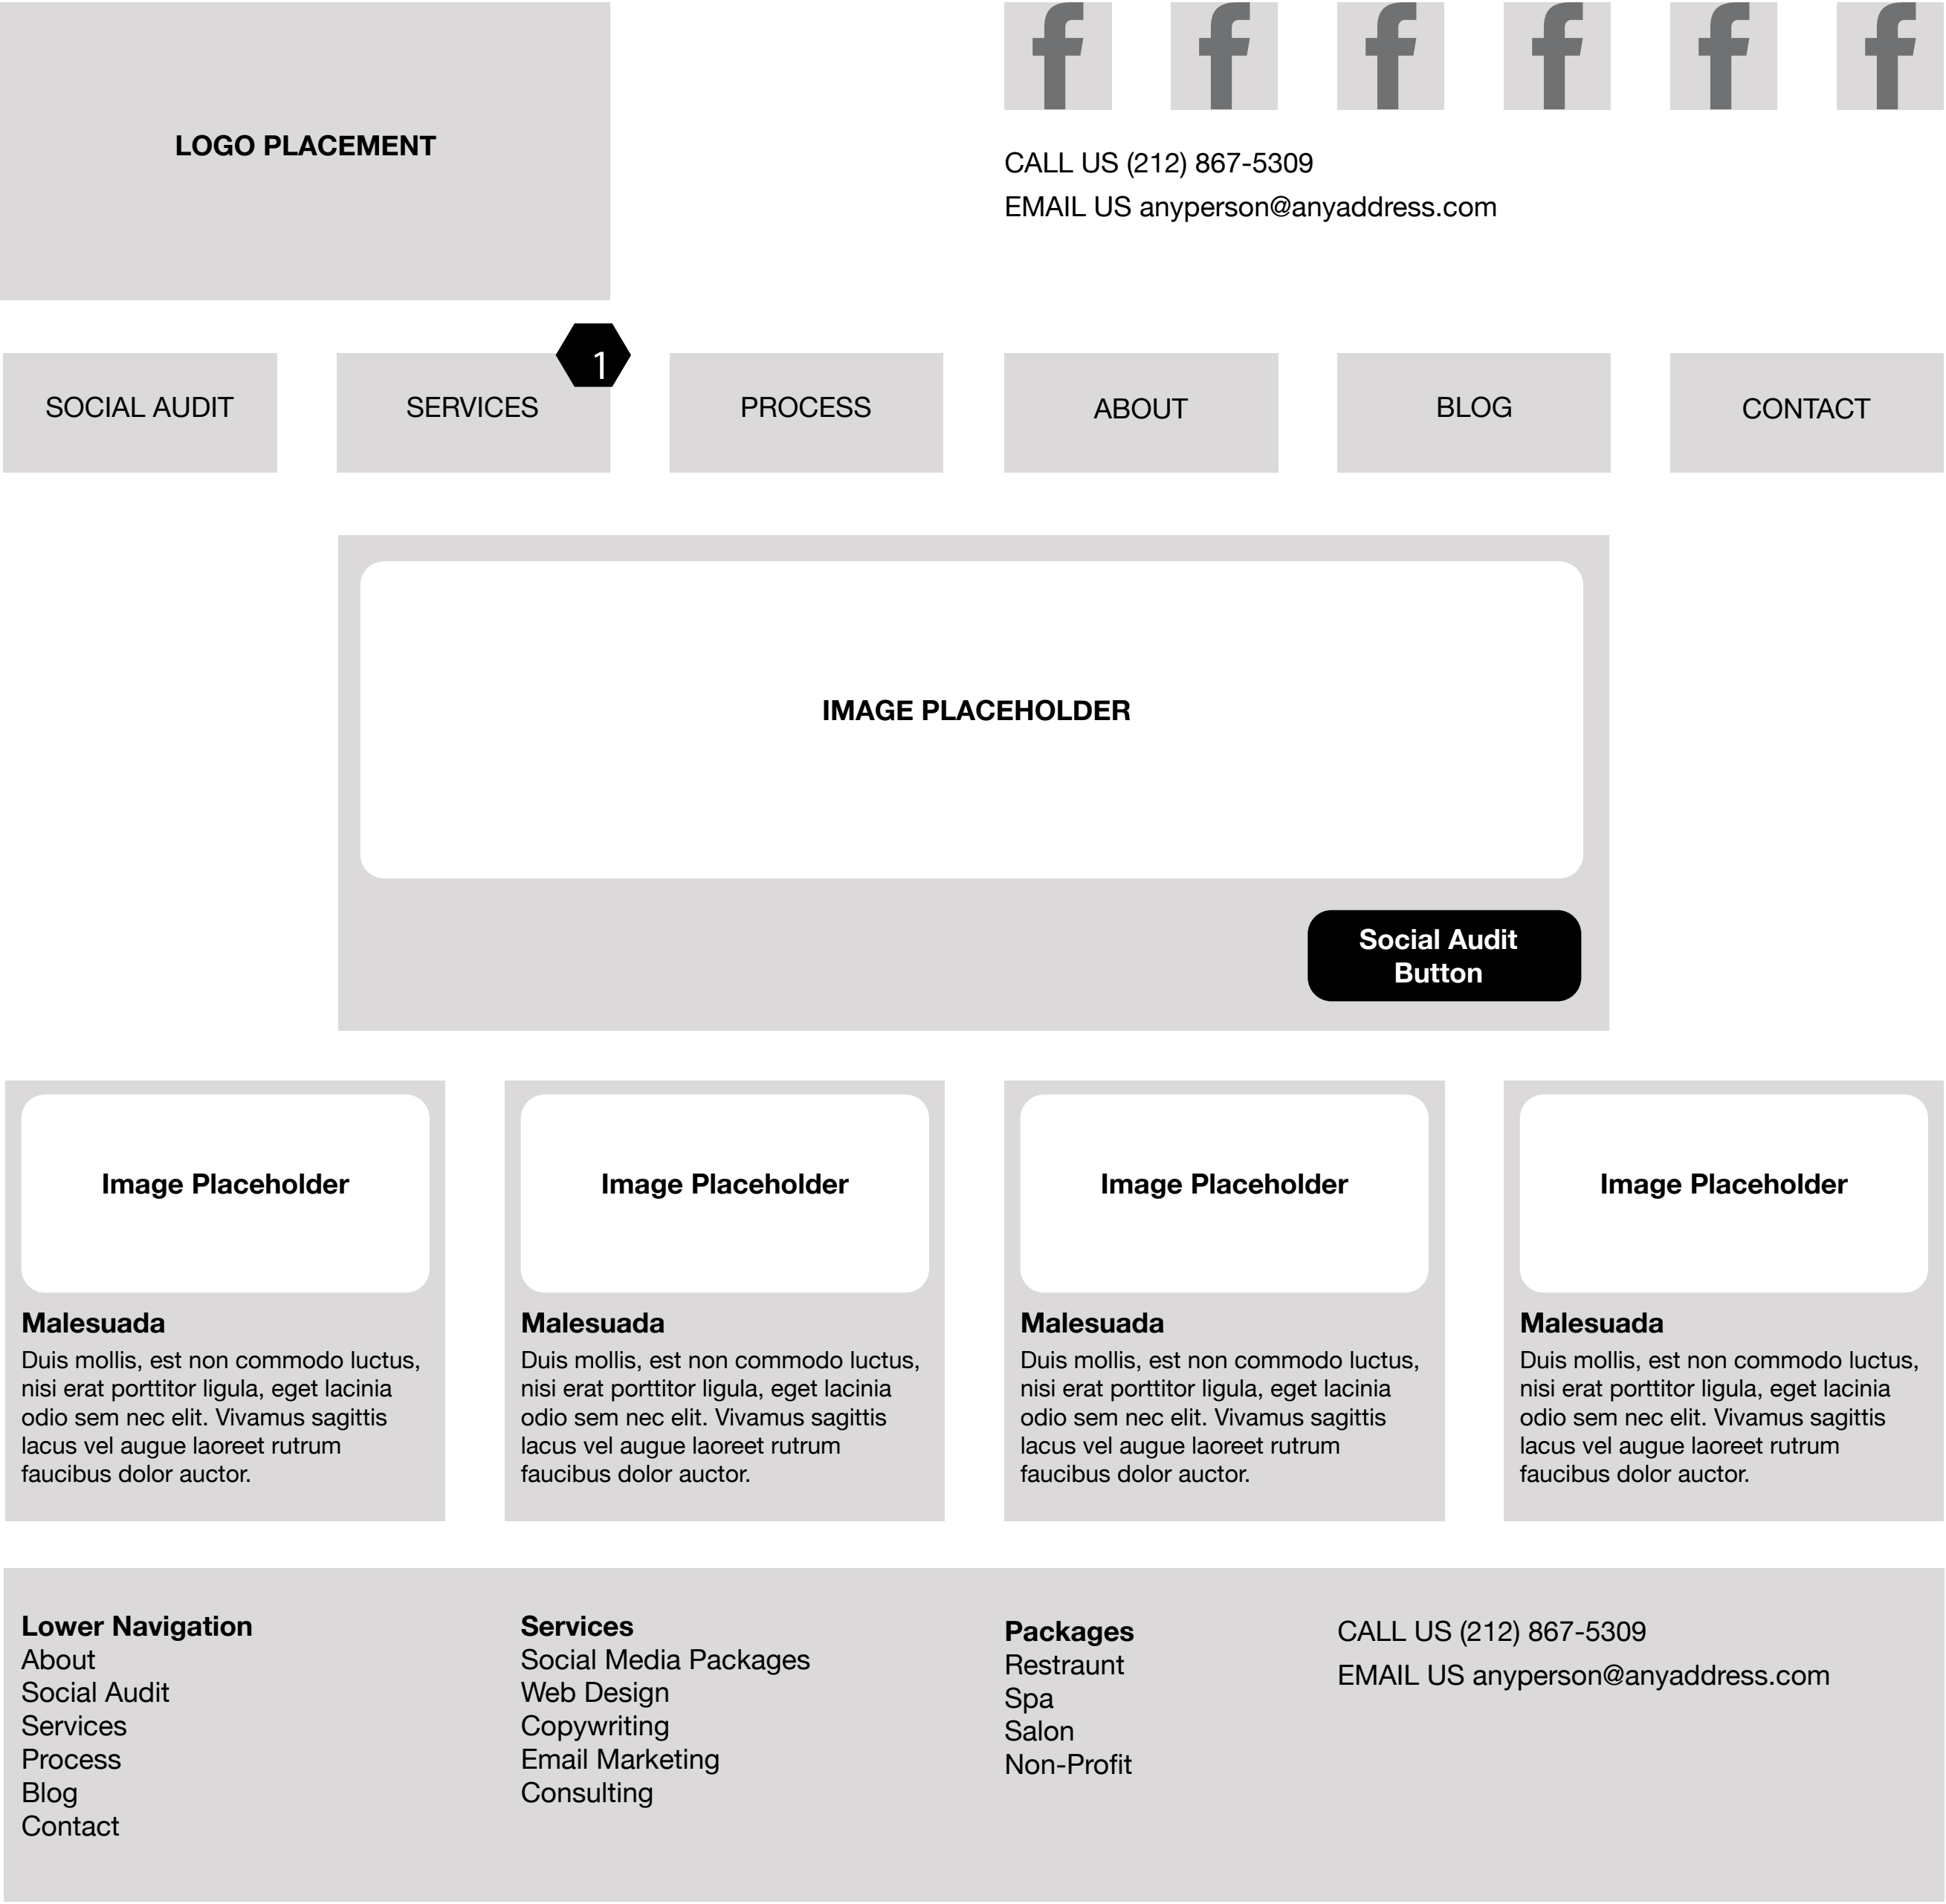 LOGO PLACEMENT
f f f f f f
CALL US (212) 867-5309
EMAIL US anyperson@anyaddress.com
1
SOCIAL AUDIT
SERVICES
PROCESS
ABOUT
BLOG
CONTACT
IMAGE PLACEHOLDER
Social Audit
Button
Image Placeholder
Malesuada
Duis mollis, est non commodo luctus,
nisi erat porttitor ligula, eget lacinia
odio sem nec elit. Vivamus sagittis
lacus vel augue laoreet rutrum
faucibus dolor auctor.
Image Placeholder
Malesuada
Duis mollis, est non commodo luctus,
nisi erat porttitor ligula, eget lacinia
odio sem nec elit. Vivamus sagittis
lacus vel augue laoreet rutrum
faucibus dolor auctor.
Image Placeholder
Malesuada
Duis mollis, est non commodo luctus,
nisi erat porttitor ligula, eget lacinia
odio sem nec elit. Vivamus sagittis
lacus vel augue laoreet rutrum
faucibus dolor auctor.
Image Placeholder
Malesuada
Duis mollis, est non commodo luctus,
nisi erat porttitor ligula, eget lacinia
odio sem nec elit. Vivamus sagittis
lacus vel augue laoreet rutrum
faucibus dolor auctor.
Lower Navigation
About
Social Audit
Services
Process
Blog
Contact
Services
Social Media Packages
Web Design
Copywriting
Email Marketing
Consulting
Packages
Restraunt
Spa
Salon
Non-Profit
CALL US (212) 867-5309
EMAIL US anyperson@anyaddress.com